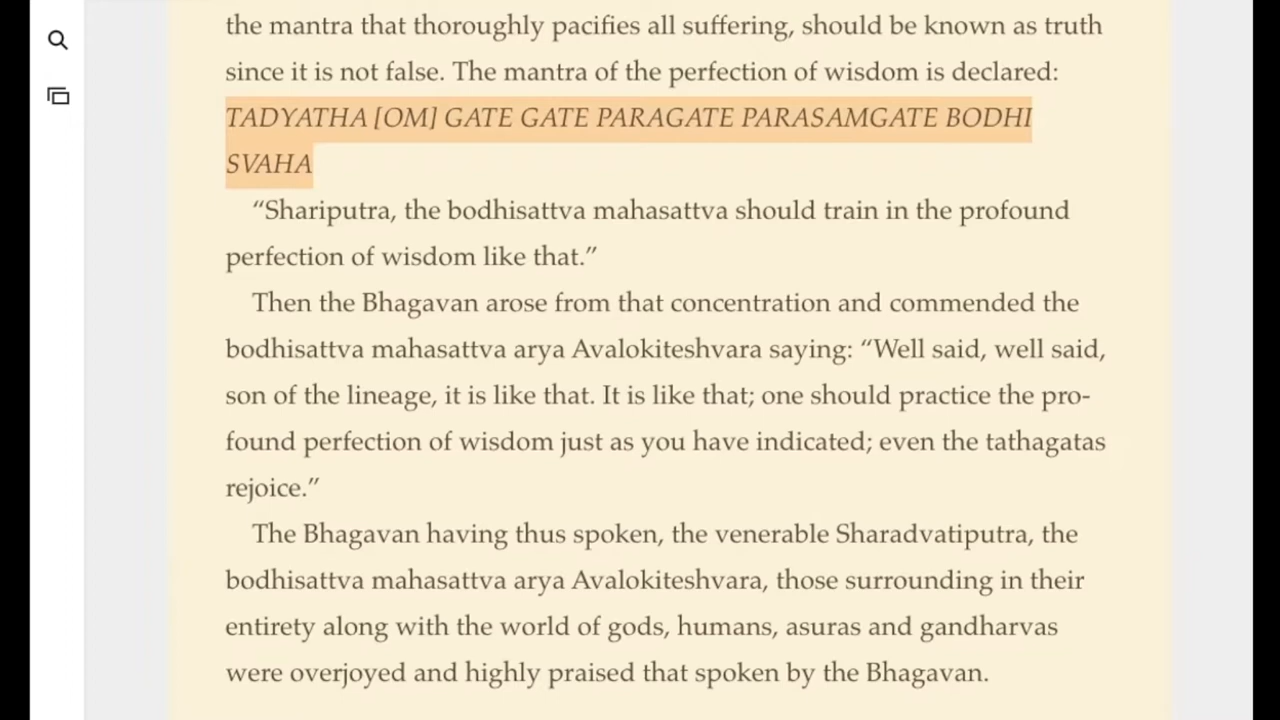 the mantra that thoroughly pacifies all suffering, should be known as truth
since it is not false. The mantra of the perfection of wisdom is declared:
TADYATHA [OM] GATE GATE PARAGATE PARASAMGATE BODHI
SVAHA
“Shariputra, the bodhisattva mahasattva should train in the profound
perfection of wisdom like that.”
Then the Bhagavan arose from that concentration and commended the
bodhisattva mahasattva arya Avalokiteshvara saying: “Well said, well said,
son of the lineage, it is like that. It is like that; one should practice the pro-
found perfection of wisdom just as you have indicated; even the tathagatas
rejoice.”
The Bhagavan having thus spoken, the venerable Sharadvatiputra, the
bodhisattva mahasattva arya Avalokiteshvara, those surrounding in their
entirety along with the world of gods, humans, asuras and gandharvas
were overjoyed and highly praised that spoken by the Bhagavan.